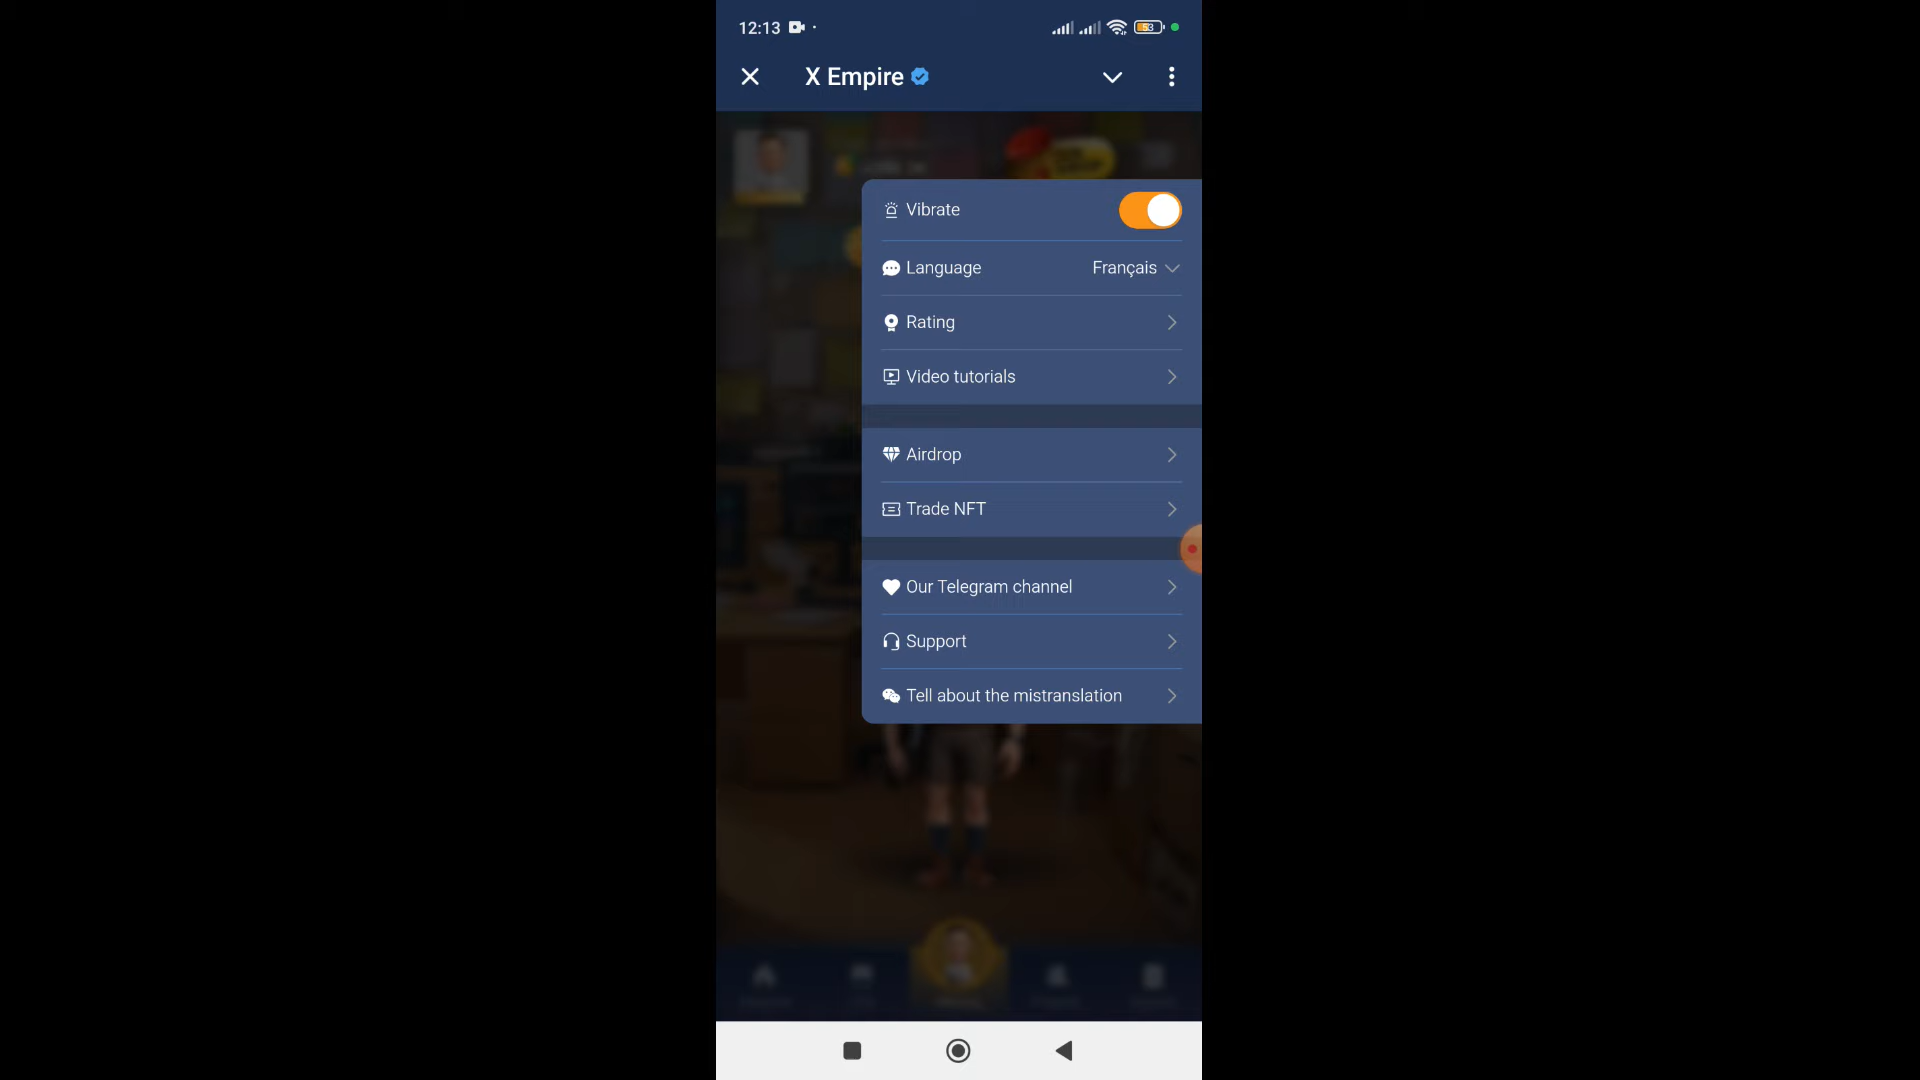 12:13
53
X Empire
Vibrate
Language Français
Rating
Video tutorials
Airdrop
Trade NFT
Our Telegram channel
Support
Tell about the mistranslation